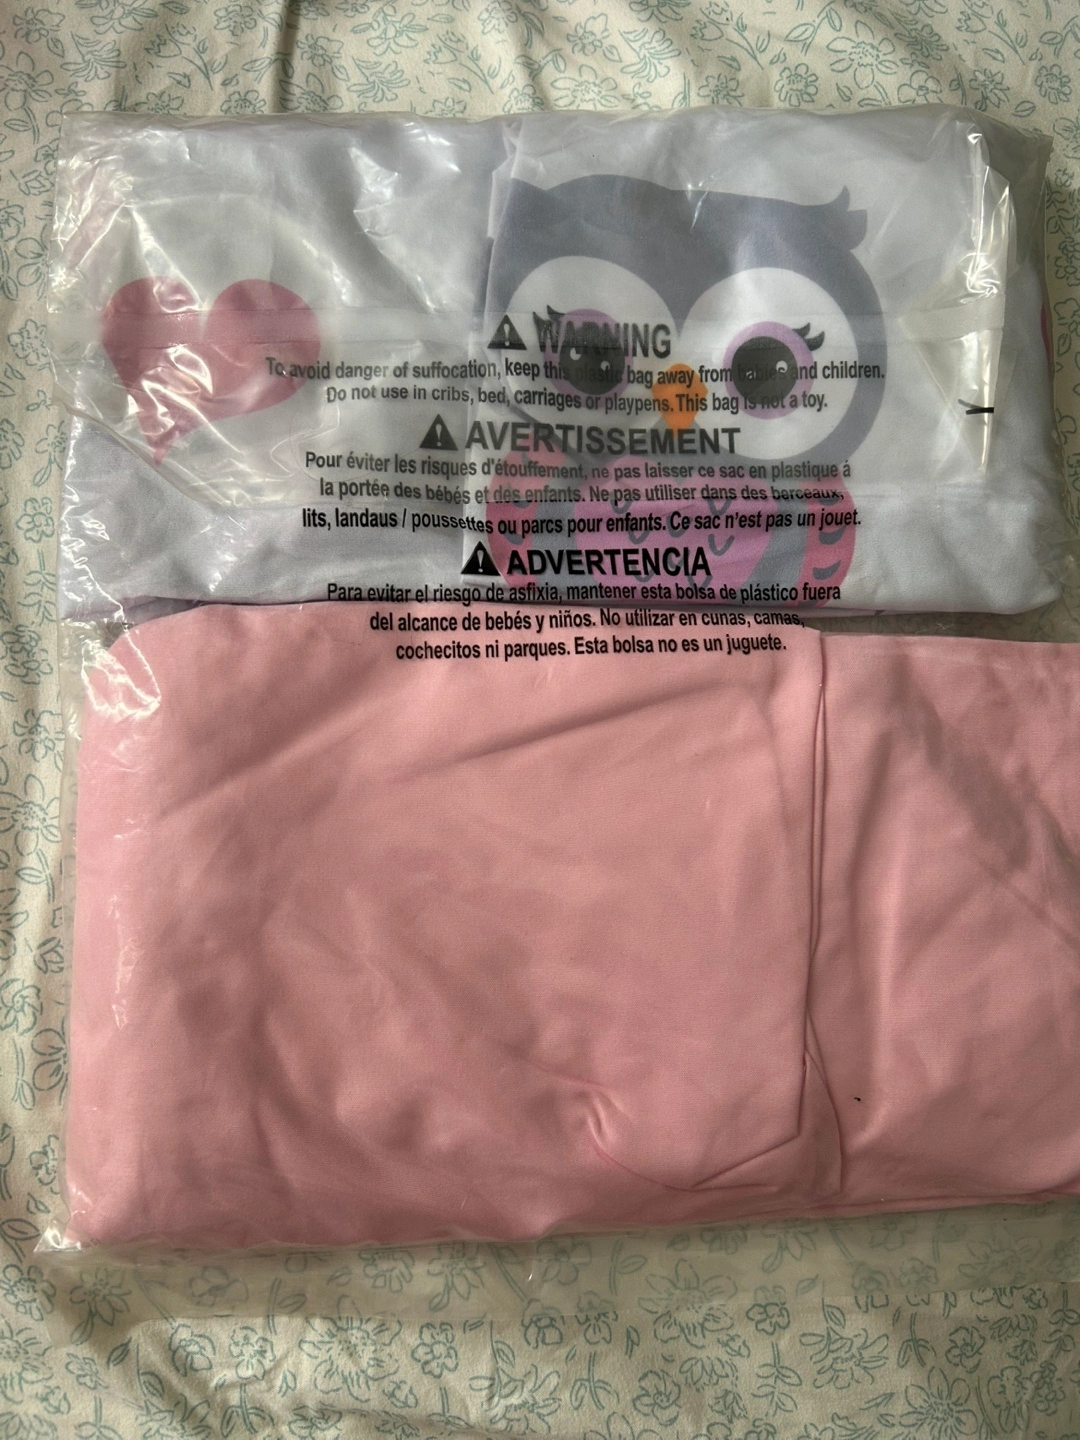 WARNING
To avoid danger of suffocation, keep this plastic bag away from babies and children.
Do not use in cribs, bed, carriages or playpens. This bag is not a toy.
AVERTISSEMENT
Pour éviter les risques d'étouffement, ne pas laisser ce sac en plastique á
la portée des bébés et des enfants. Ne pas utiliser dans des berceaux,
lits, landaus / poussettes ou parcs pour enfants. Ce sac n'est pas un jouet.
ADVERTENCIA
Para evitar el riesgo de asfixia, mantener esta bolsa de plástico fuera
del alcance de bebés y niños. No utilizar en cunas, camas,
cochecitos ni parques. Esta bolsa no es un juguete.